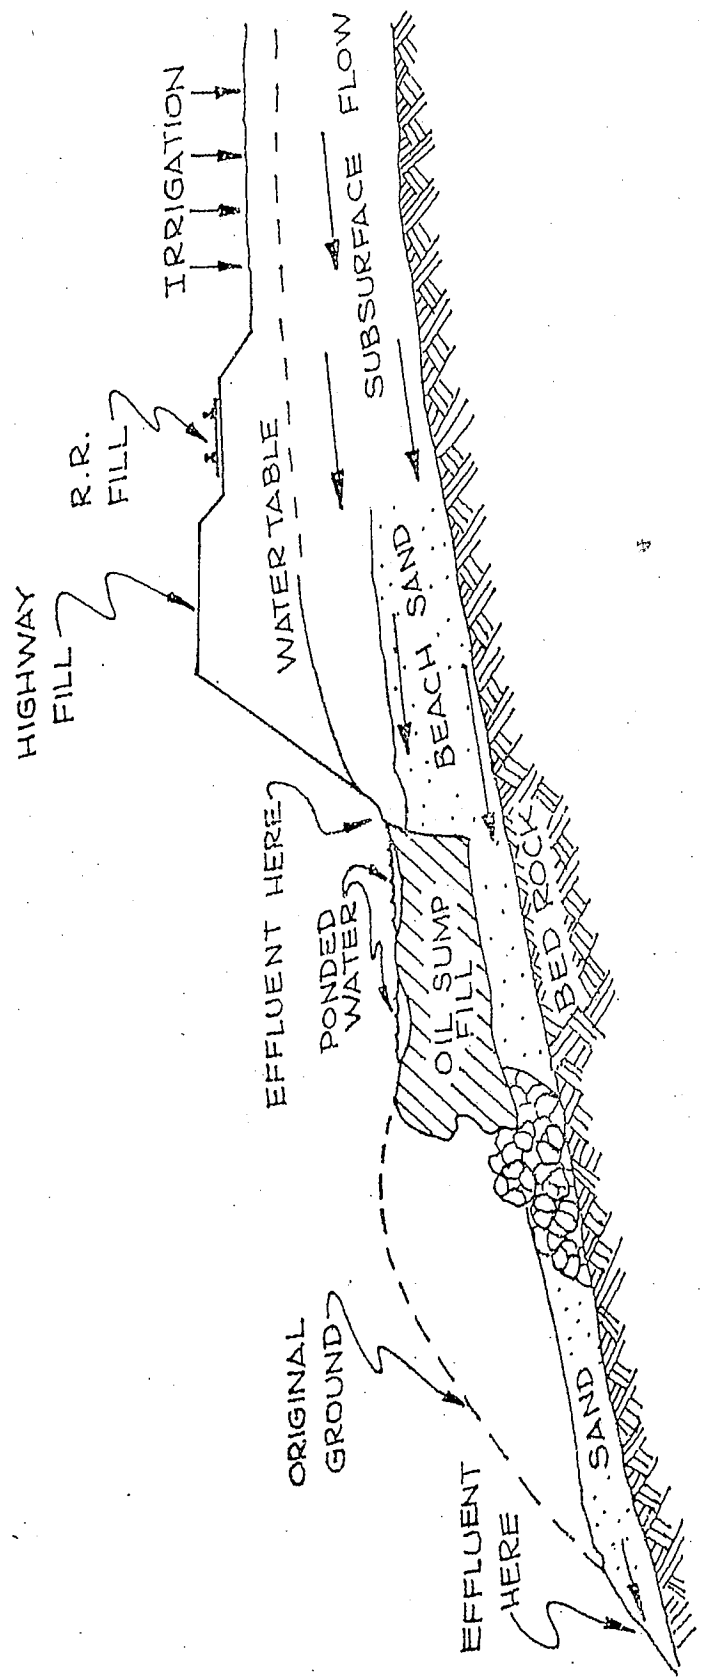 HIGHWAY
FILL
R.R.
FILL
IRRIGATION
WATER TABLE
SUBSURFACE FLOW
BEACH SAND
EFFLUENT HERE
PONDED
WATER
OIL SUMP
FILL
BED ROCK
ORIGINAL
GROUND
SAND
EFFLUENT
HERE